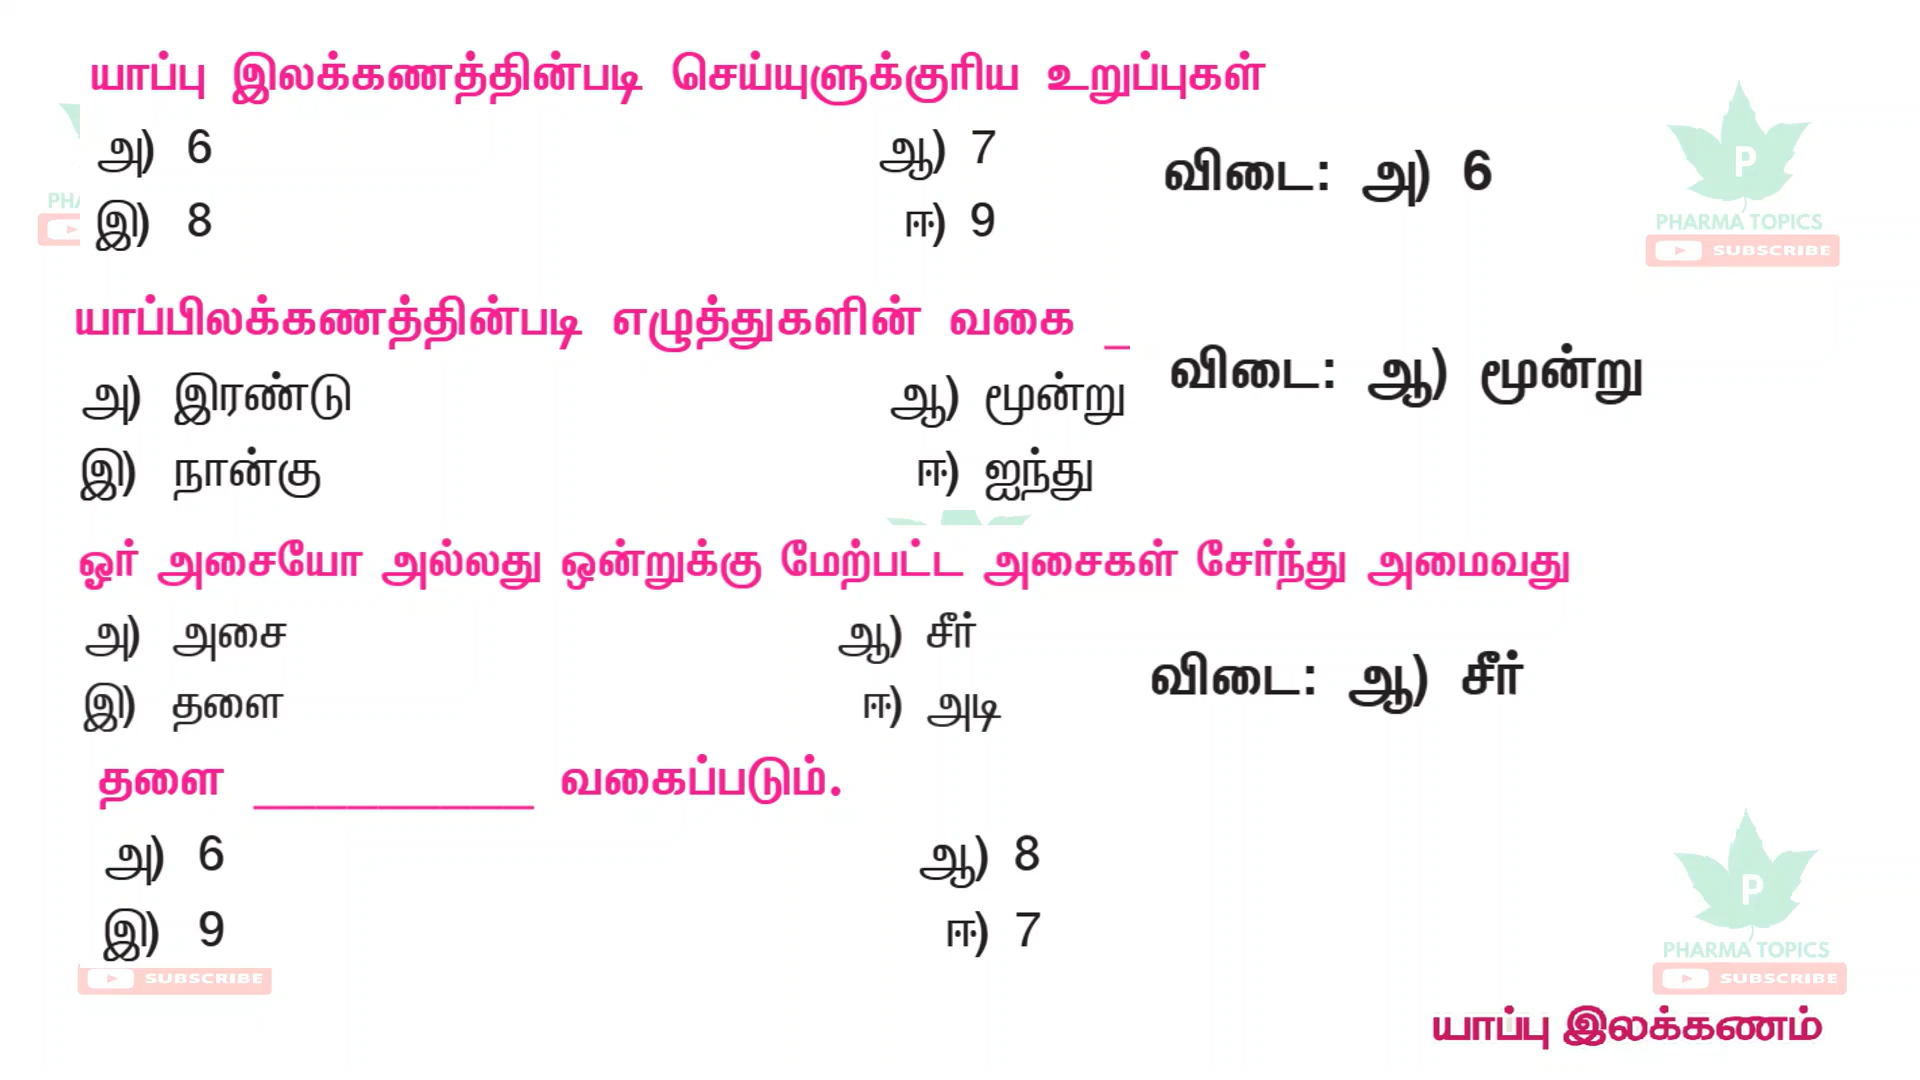 யாப்பு இலக்கணத்தின்படி செய்யுளுக்குரிய உறுப்புகள்
அ) 6 ஆ) 7
விடை: அ) 6
இ) 8 ஈ) 9
P
PHARMA TOPICS
SUBSCRIBE
PHA
யாப்பிலக்கணத்தின்படி எழுத்துகளின் வகை _
அ) இரண்டு ஆ) மூன்று
விடை: ஆ) மூன்று
இ) நான்கு ஈ) ஐந்து
ஓர் அசையோ அல்லது ஒன்றுக்கு மேற்பட்ட அசைகள் சேர்ந்து அமைவது
அ) அசை ஆ) சீர்
விடை: ஆ) சீர்
இ) தளை ஈ) அடி
தளை __________ வகைப்படும்.
அ) 6 ஆ) 8
இ) 9 ஈ) 7
SUBSCRIBE
P
PHARMA TOPICS
SUBSCRIBE
யாப்பு இலக்கணம்